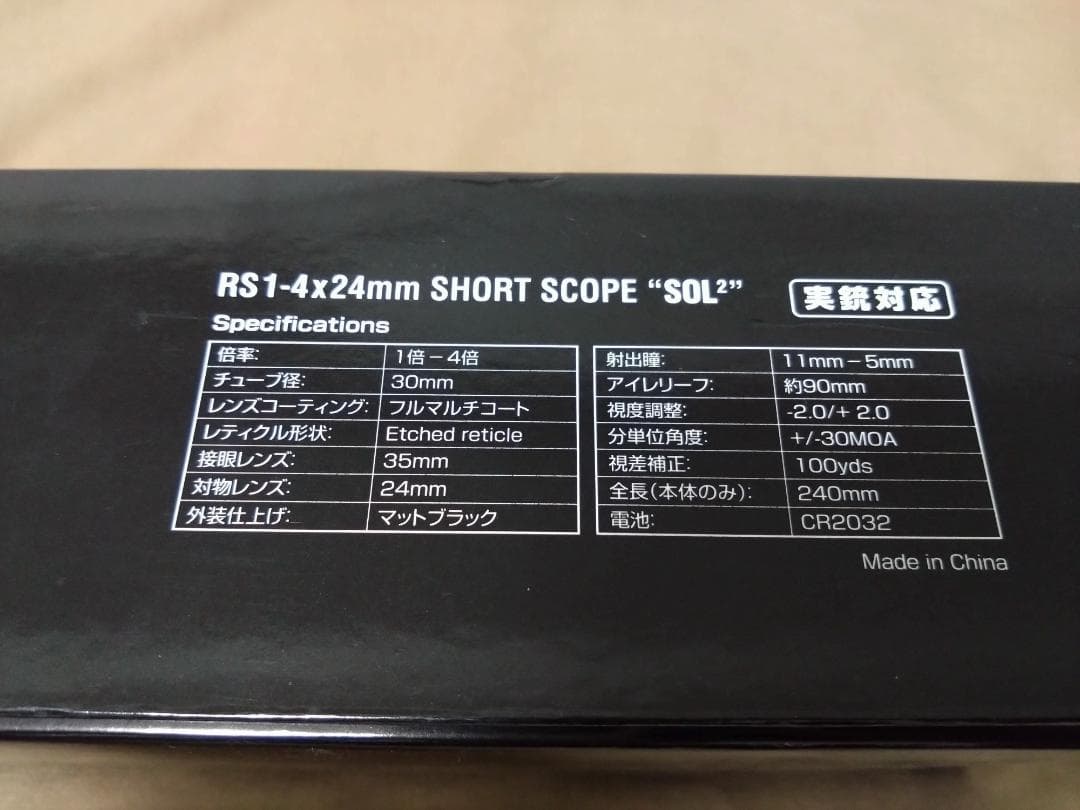 RS1-4x24mm SHORT SCOPE “SOL²” 実銃対応
Specifications
倍率: 1倍－4倍
チューブ径: 30mm
レンズコーティング: フルマルチコート
レティクル形状: Etched reticle
接眼レンズ: 35mm
対物レンズ: 24mm
外装仕上げ: マットブラック
射出瞳: 11mm－5mm
アイレリーフ: 約90mm
視度調整: -2.0/+ 2.0
分単位角度: +/-30MOA
視差補正: 100yds
全長(本体のみ): 240mm
電池: CR2032
Made in China